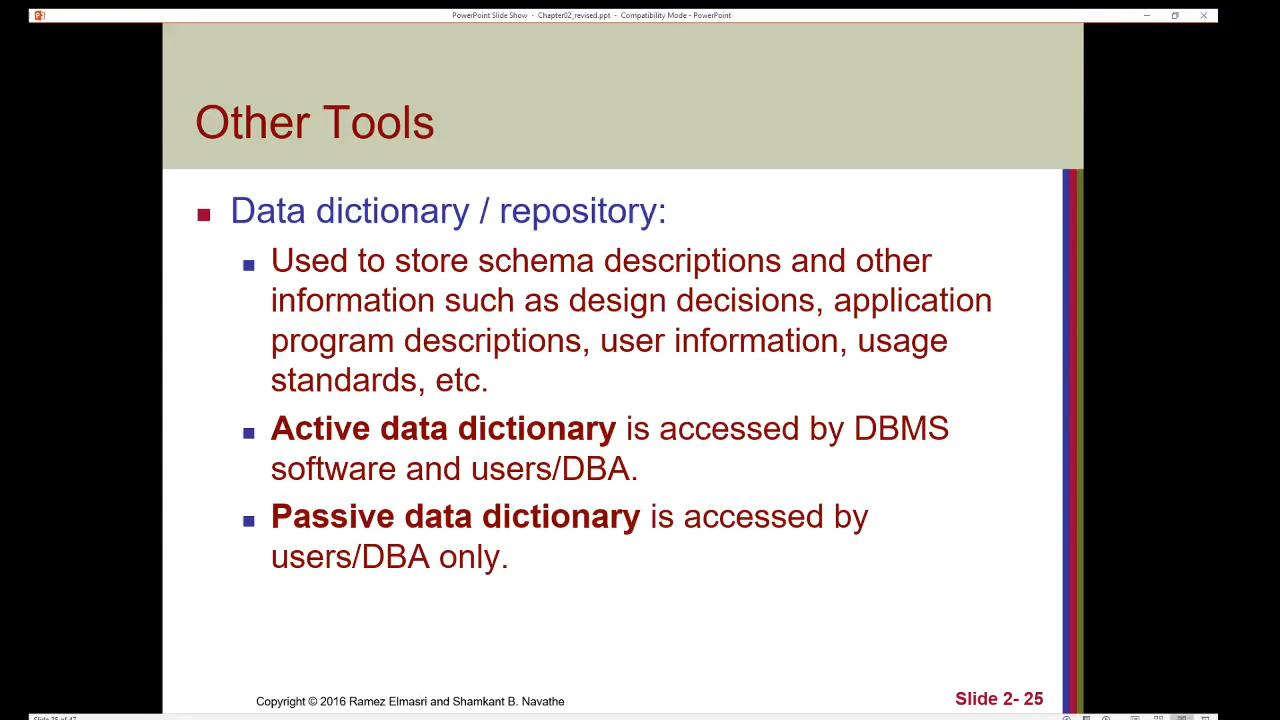 PowerPoint Slide Show - Chapter02_revised.ppt - Compatibility Mode - PowerPoint
Other Tools
Data dictionary / repository:
Used to store schema descriptions and other
information such as design decisions, application
program descriptions, user information, usage
standards, etc.
Active data dictionary is accessed by DBMS
software and users/DBA.
Passive data dictionary is accessed by
users/DBA only.
Copyright © 2016 Ramez Elmasri and Shamkant B. Navathe
Slide 2- 25